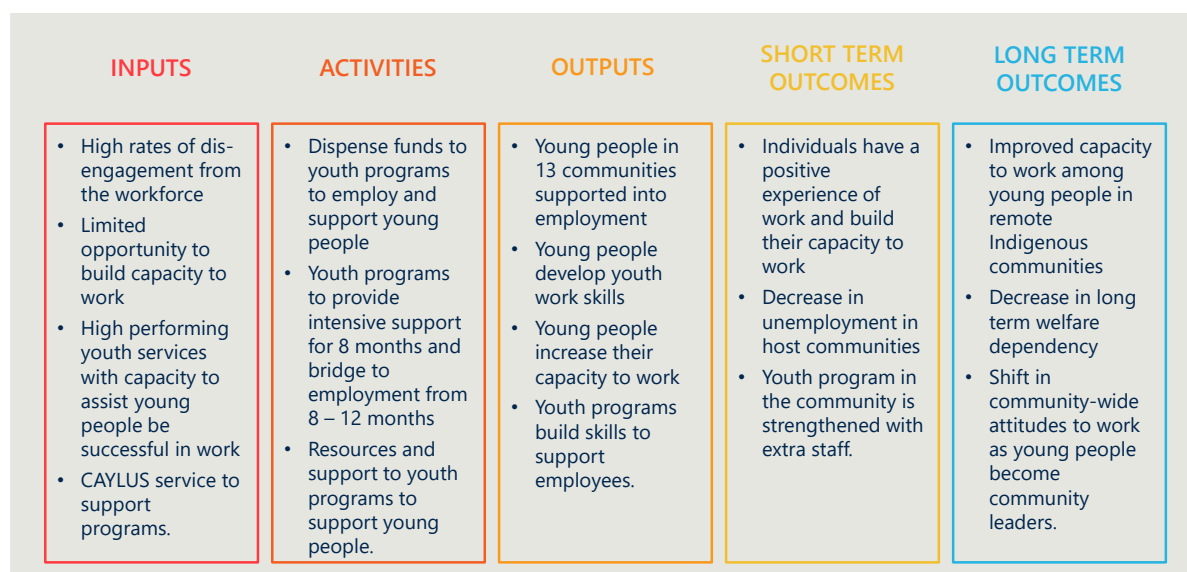 INPUTS
• High rates of dis-
engagement from
the workforce
• Limited
opportunity to
build capacity to
work
• High performing
youth services
with capacity to
assist young
people be
successful in work
• CAYLUS service to
support
programs.
ACTIVITIES
• Dispense funds to
youth programs
to employ and
support young
people
• Youth programs
to provide
intensive support
for 8 months and
bridge to
employment from
8 – 12 months
• Resources and
support to youth
programs to
support young
people.
OUTPUTS
• Young people in
13 communities
supported into
employment
• Young people
develop youth
work skills
• Young people
increase their
capacity to work
• Youth programs
build skills to
support
employees.
SHORT TERM
OUTCOMES
• Individuals have a
positive
experience of
work and build
their capacity to
work
• Decrease in
unemployment in
host communities
• Youth program in
the community is
strengthened with
extra staff.
LONG TERM
OUTCOMES
• Improved capacity
to work among
young people in
remote
Indigenous
communities
• Decrease in long
term welfare
dependency
• Shift in
community-wide
attitudes to work
as young people
become
community
leaders.